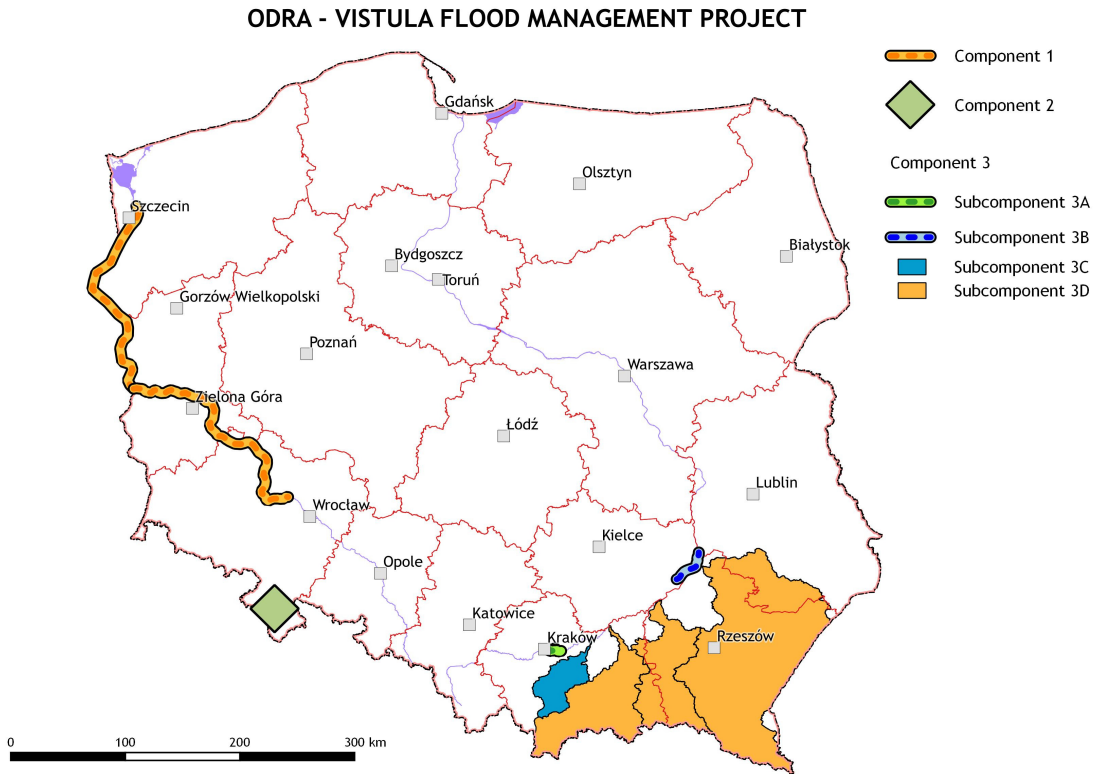 ODRA - VISTULA FLOOD MANAGEMENT PROJECT
Component 1
Component 2
Component 3
Subcomponent 3A
Subcomponent 3B
Subcomponent 3C
Subcomponent 3D
Gdańsk
Olsztyn
Szczecin
Białystok
Bydgoszcz
Toruń
Gorzów Wielkopolski
Poznań
Warszawa
Zielona Góra
Łódź
Lublin
Wrocław
Kielce
Opole
Katowice
Kraków
Rzeszów
0 100 200 300 km